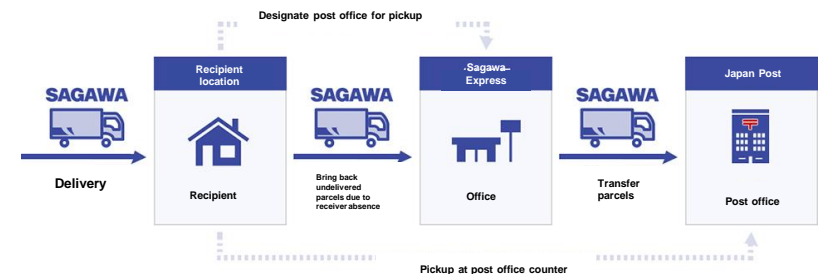 Designate post office for pickup
Recipient
location
Sagawa
Express
Japan Post
SAGAWA
SAGAWA
SAGAWA
Delivery
Recipient
Bring back
undelivered
parcels due to
receiver absence
Office
Transfer
parcels
Post office
Pickup at post office counter